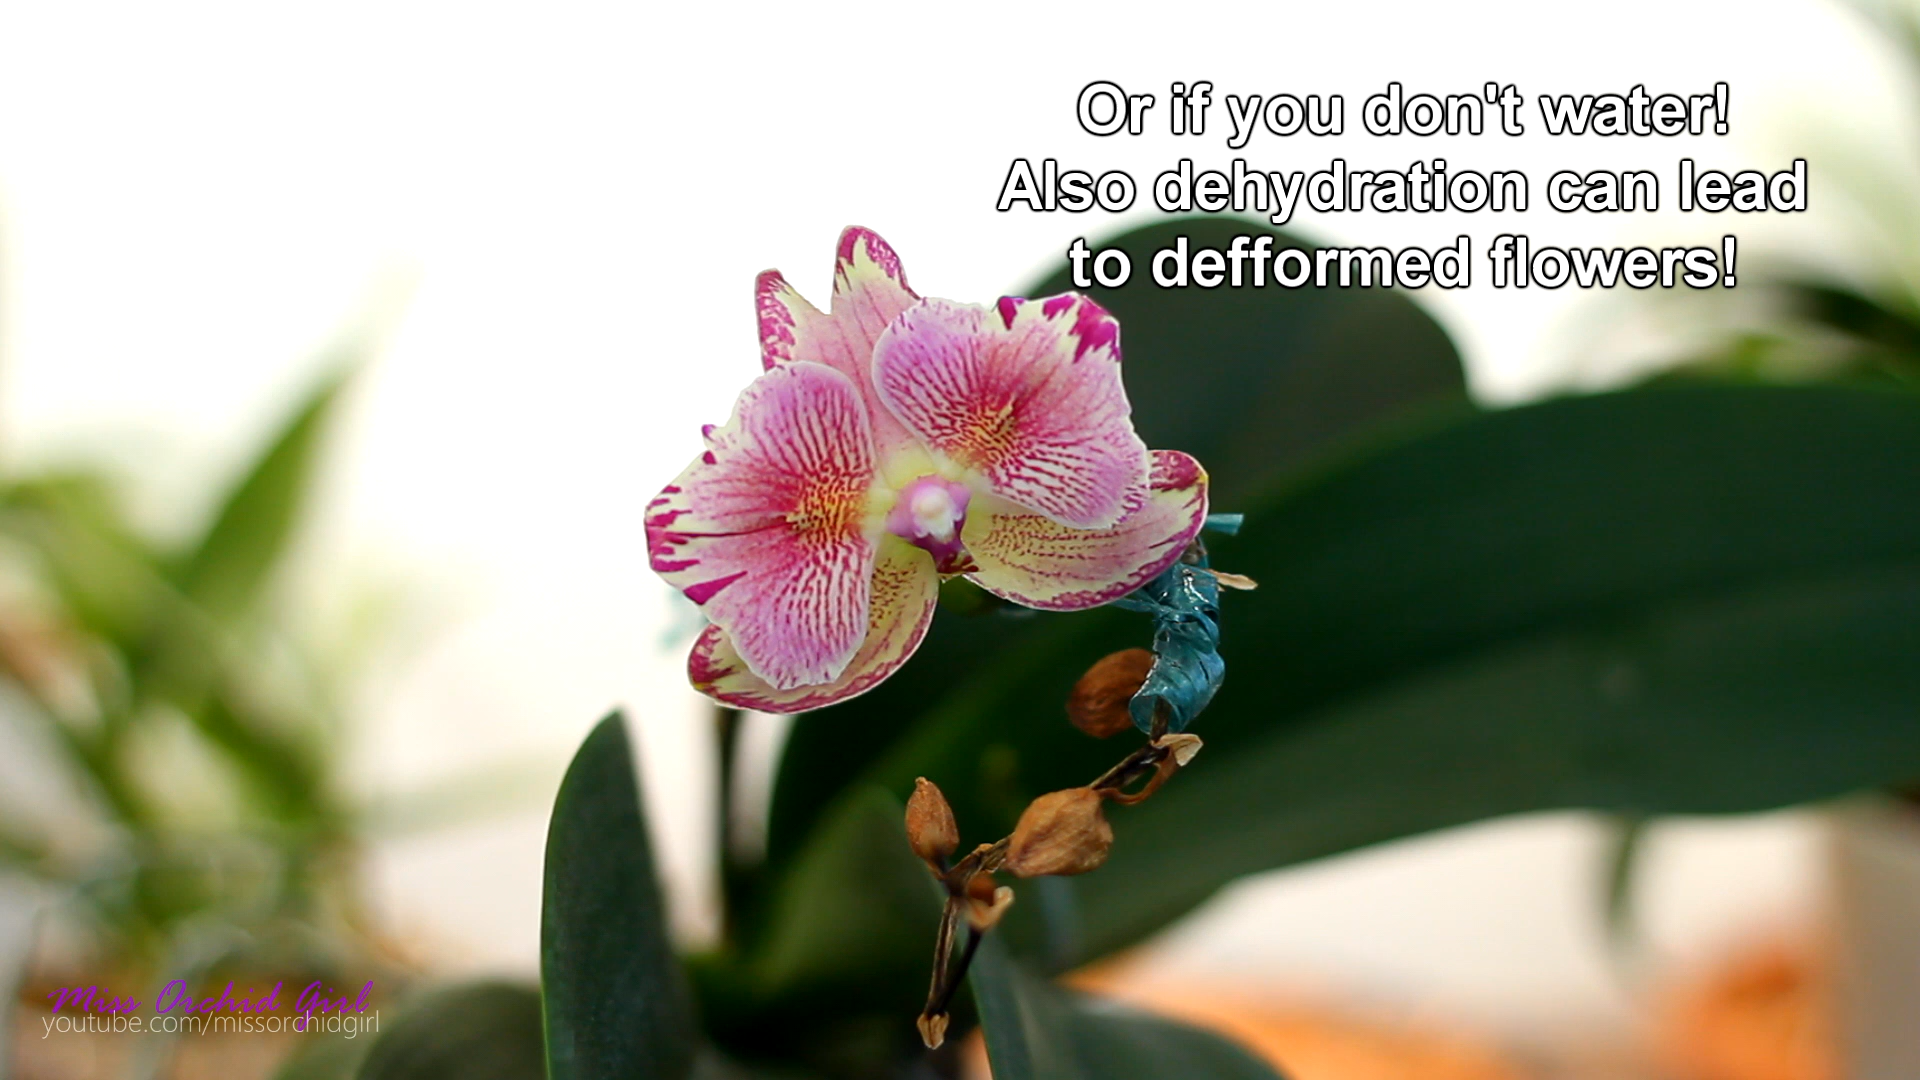 Or if you don't water!
Also dehydration can lead
to defformed flowers!
Miss Orchid Girl
youtube.com/missorchidgirl